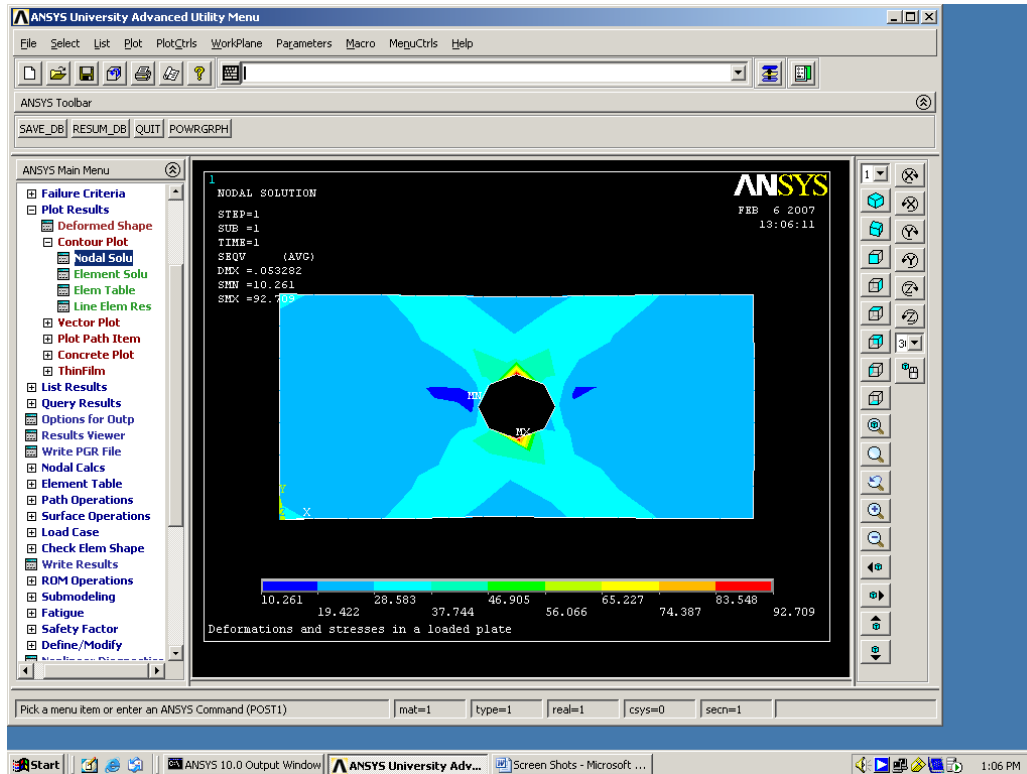 ANSYS University Advanced Utility Menu
File Select List Plot PlotCtrls WorkPlane Parameters Macro MenuCtrls Help
ANSYS Toolbar
SAVE_DB RESUM_DB QUIT POWRGRPH
ANSYS Main Menu
Failure Criteria
Plot Results
Deformed Shape
Contour Plot
Nodal Solu
Element Solu
Elem Table
Line Elem Res
Vector Plot
Plot Path Item
Concrete Plot
ThinFilm
List Results
Query Results
Options for Outp
Results Viewer
Write PGR File
Nodal Calcs
Element Table
Path Operations
Surface Operations
Load Case
Check Elem Shape
Write Results
ROM Operations
Submodeling
Fatigue
Safety Factor
Define/Modify
1
NODAL SOLUTION
STEP=1
SUB =1
TIME=1
SEQV (AVG)
DMX =.053282
SMN =10.261
SMX =92.709
ANSYS
FEB 6 2007
13:06:11
MN
MX
Y
Z X
10.261 28.583 46.905 65.227 83.548
19.422 37.744 56.066 74.387 92.709
Deformations and stresses in a loaded plate
1
X
X
Y
Y
Z
Z
Pick a menu item or enter an ANSYS Command (POST1) mat=1 type=1 real=1 csys=0 secn=1
Start ANSYS 10.0 Output Window ANSYS University Adv... Screen Shots - Microsoft ... 1:06 PM